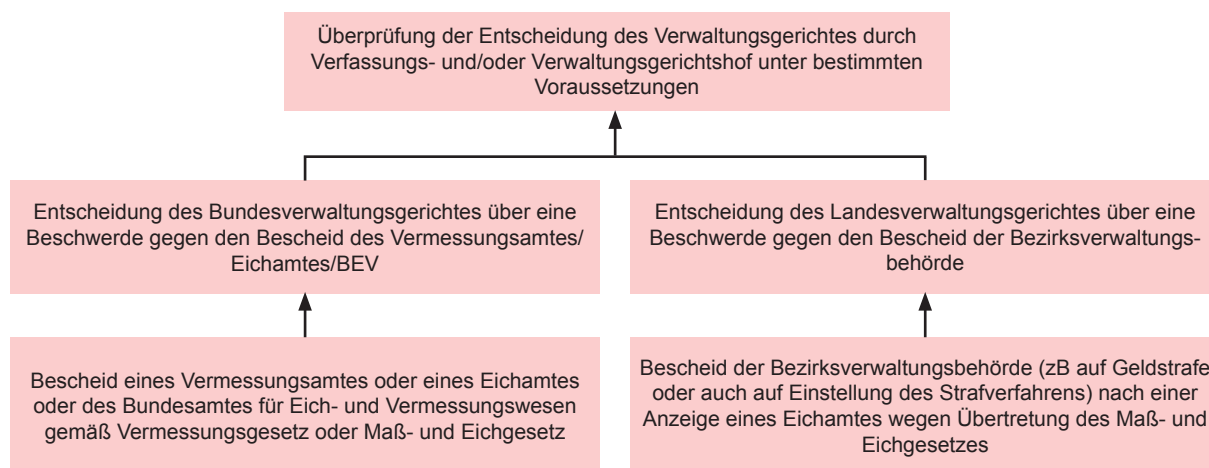 Überprüfung der Entscheidung des Verwaltungsgerichtes durch
Verfassungs- und/oder Verwaltungsgerichtshof unter bestimmten
Voraussetzungen
Entscheidung des Bundesverwaltungsgerichtes über eine
Beschwerde gegen den Bescheid des Vermessungsamtes/
Eichamtes/BEV
Entscheidung des Landesverwaltungsgerichtes über eine
Beschwerde gegen den Bescheid der Bezirksverwaltungs-
behörde
Bescheid eines Vermessungsamtes oder eines Eichamtes
oder des Bundesamtes für Eich- und Vermessungswesen
gemäß Vermessungsgesetz oder Maß- und Eichgesetz
Bescheid der Bezirksverwaltungsbehörde (zB auf Geldstrafe
oder auch auf Einstellung des Strafverfahrens) nach einer
Anzeige eines Eichamtes wegen Übertretung des Maß- und
Eichgesetzes